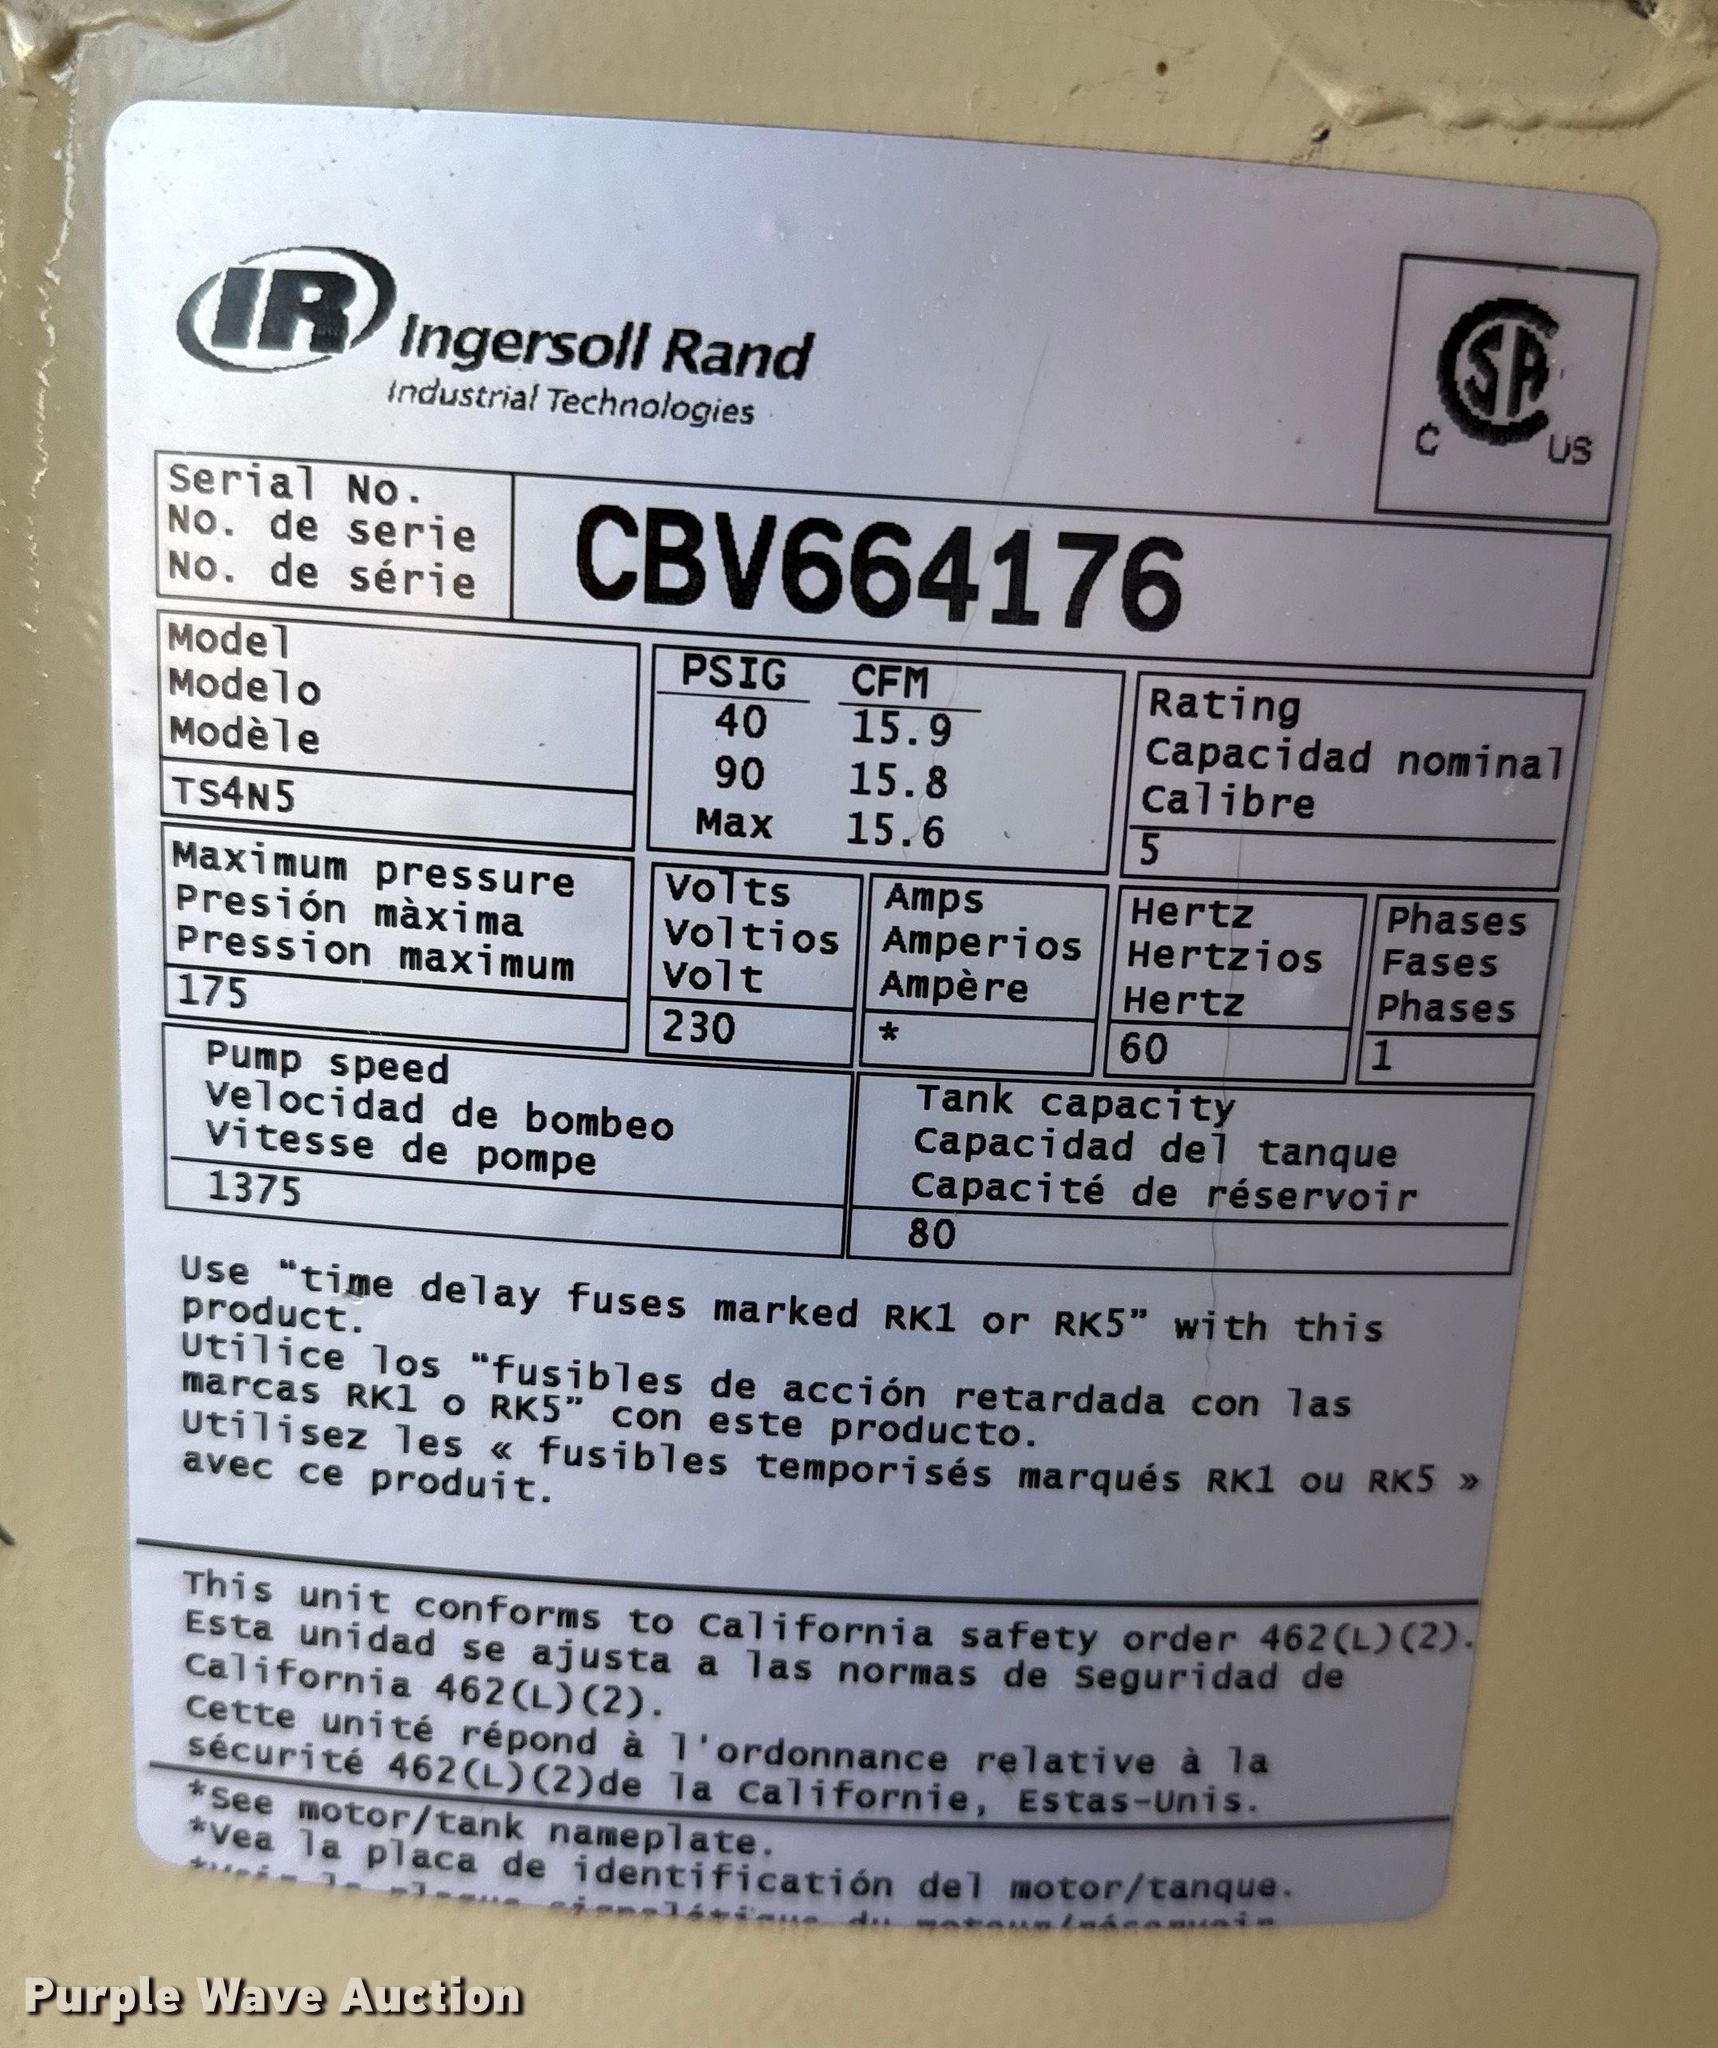 IR Ingersoll Rand
Industrial Technologies
C SA US
Serial No.
No. de serie
No. de série
CBV664176
Model
Modelo
Modèle
TS4N5
PSIG CFM
40 15.9
90 15.8
Max 15.6
Rating
Capacidad nominal
Calibre
5
Maximum pressure
Presión màxima
Pression maximum
175
Volts
Voltios
Volt
230
Amps
Amperios
Ampère
*
Hertz
Hertzios
Hertz
60
Phases
Fases
Phases
1
Pump speed
Velocidad de bombeo
Vitesse de pompe
1375
Tank capacity
Capacidad del tanque
Capacité de réservoir
80
Use "time delay fuses marked RK1 or RK5" with this
product.
Utilice los "fusibles de acción retardada con las
marcas RK1 o RK5" con este producto.
Utilisez les « fusibles temporisés marqués RK1 ou RK5 »
avec ce produit.
This unit conforms to California safety order 462(L)(2).
Esta unidad se ajusta a las normas de Seguridad de
California 462(L)(2).
Cette unité répond à l'ordonnance relative à la
sécurité 462(L)(2)de la Californie, Estas-Unis.
*See motor/tank nameplate.
*Vea la placa de identificación del motor/tanque.
Purple Wave Auction